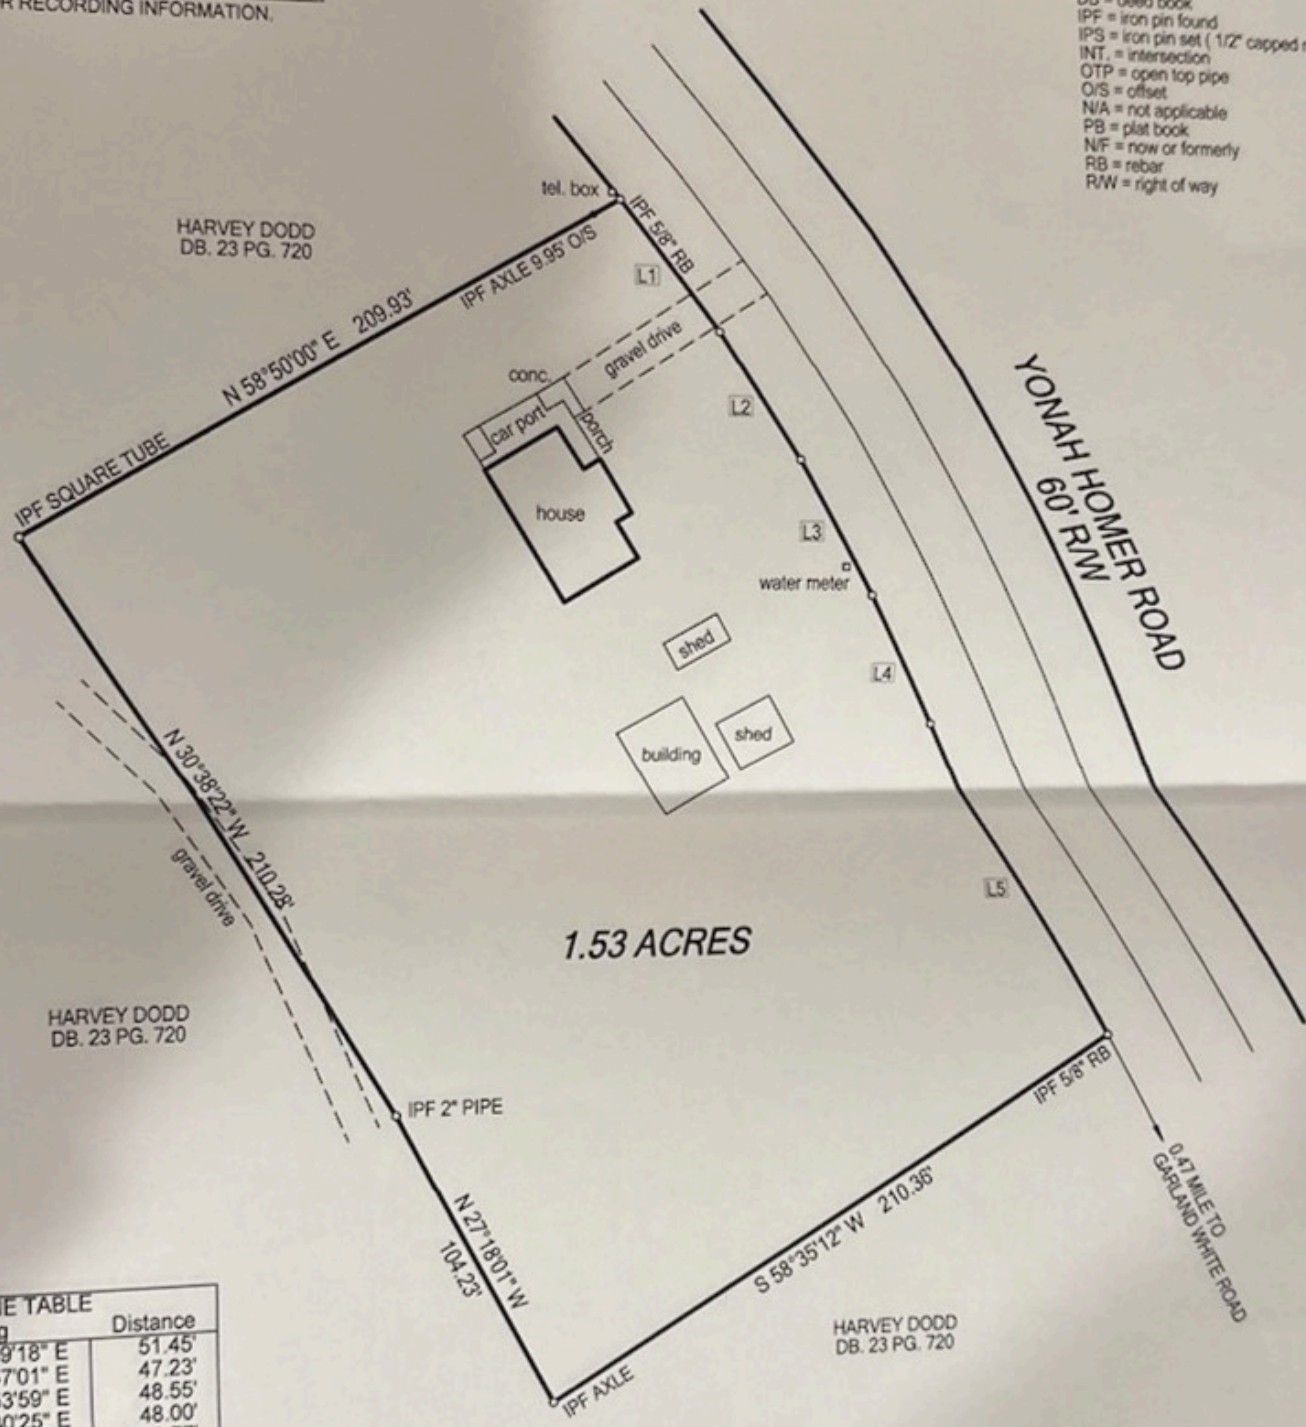 RECORDING INFORMATION.
IPF = iron pin found
IPS = iron pin set ( 1/2" capped
INT. = intersection
OTP = open top pipe
O/S = offset
N/A = not applicable
PB = plat book
N/F = now or formerly
RB = rebar
R/W = right of way
tel. box
IPF 5/8" RB
HARVEY DODD
DB. 23 PG. 720
IPF AXLE 9.95' O/S
L1
N 58°50'00" E 209.93'
gravel drive
conc.
car port
porch
L2
YONAH HOMER ROAD
60' R/W
IPF SQUARE TUBE
house
L3
water meter
shed
L4
building
shed
N 30°38'22" W 210.28'
gravel drive
L5
1.53 ACRES
HARVEY DODD
DB. 23 PG. 720
IPF 2" PIPE
IPF 5/8" RB
0.47 MILE TO
GARLAND WHITE ROAD
N 27°18'01" W
104.23'
S 58°35'12" W 210.36'
HARVEY DODD
DB. 23 PG. 720
IPF AXLE
TABLE
Distance
9'18" E 51.45'
7'01" E 47.23'
3'59" E 48.55'
0'25" E 48.00'